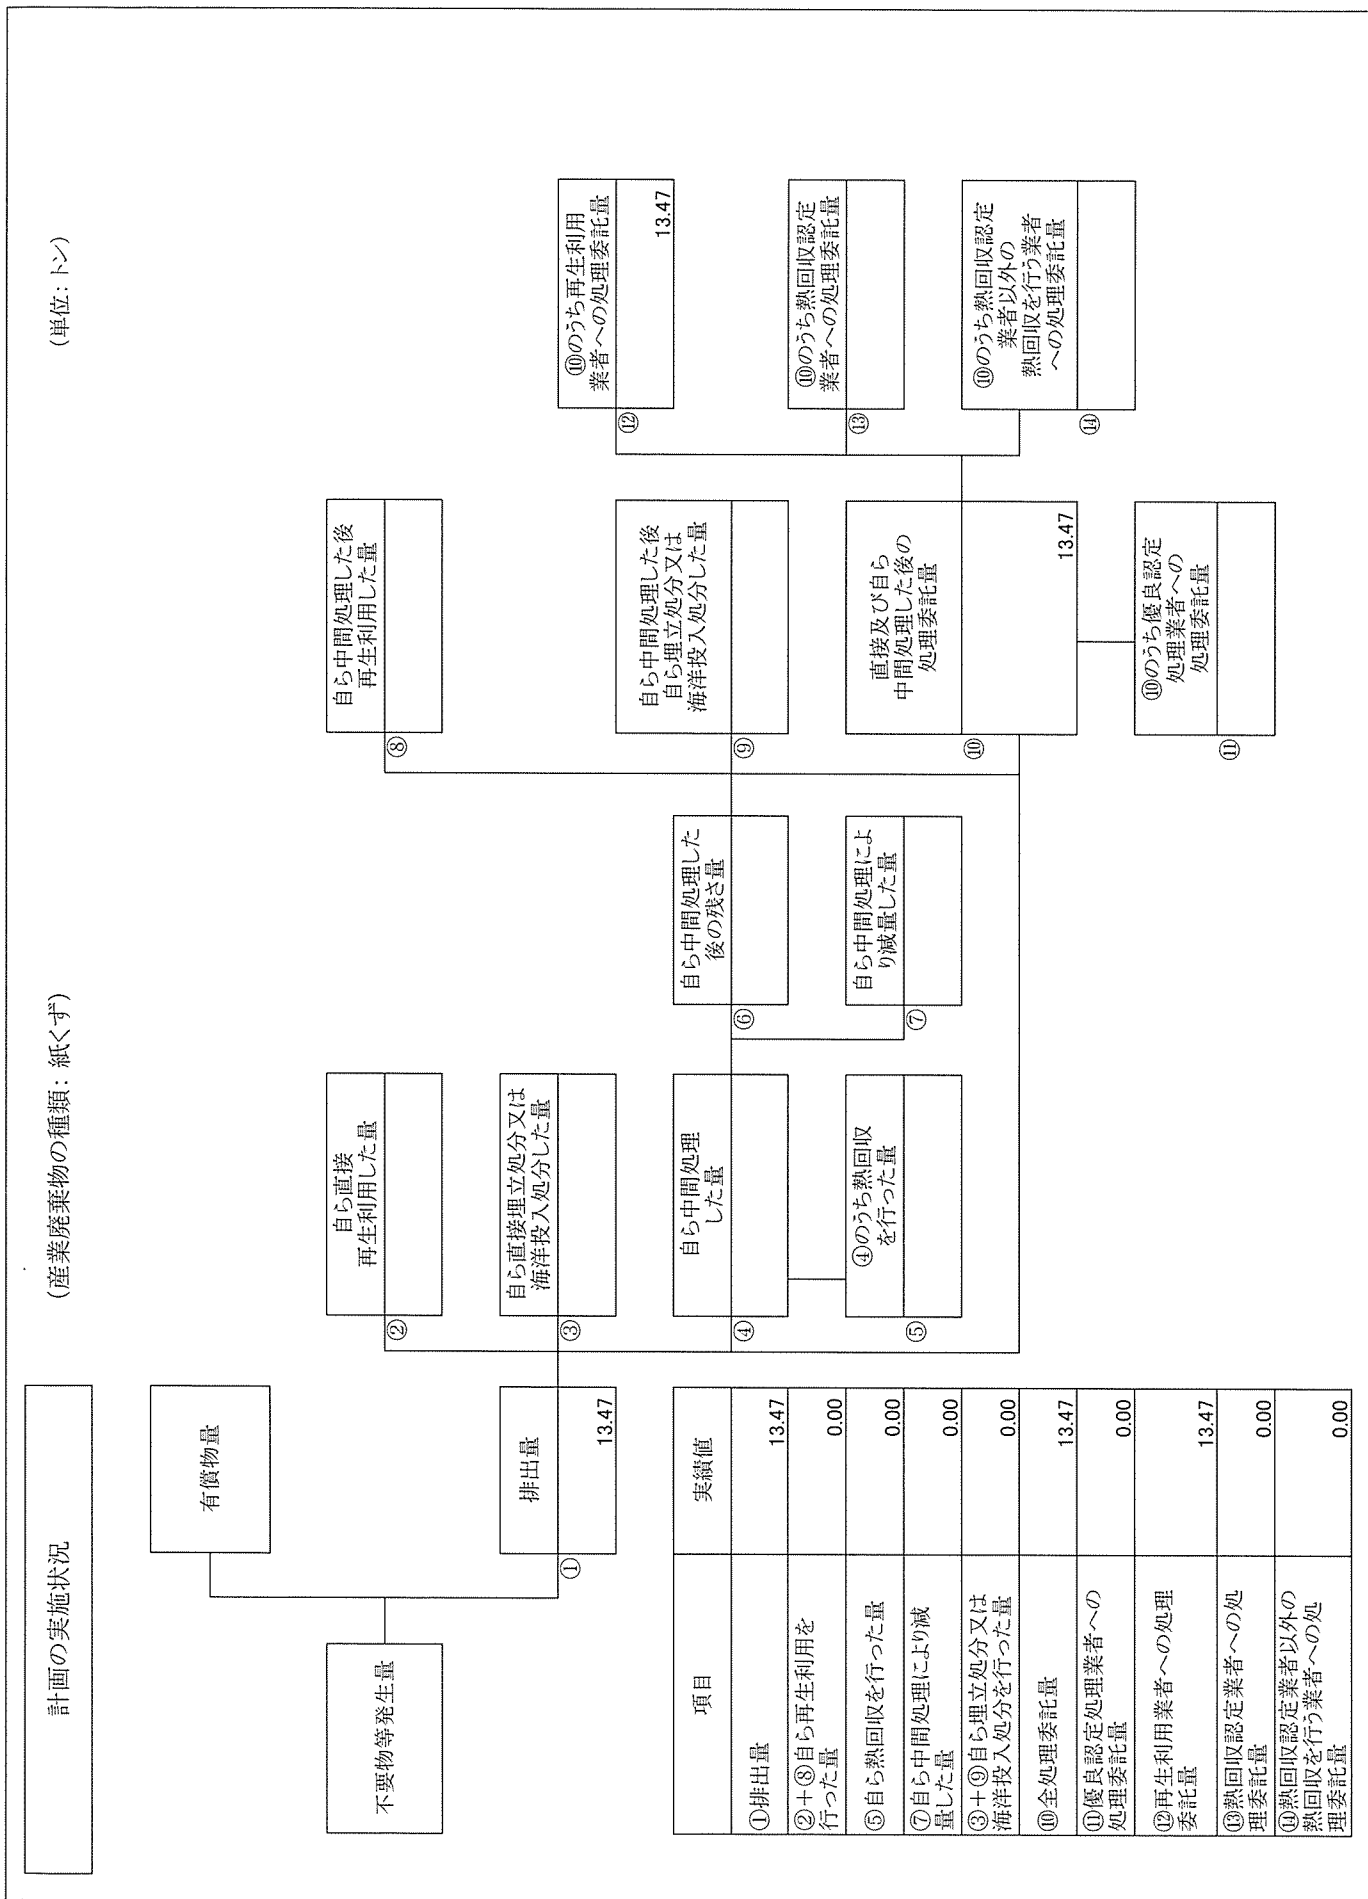 計画の実施状況
(産業廃棄物の種類: 紙くず)
(単位: トン)
不要物等発生量
有償物量
①
排出量
13.47
②
自ら直接
再生利用した量
③
自ら直接埋立処分又は
海洋投入処分した量
④
自ら中間処理
した量
⑤
④のうち熱回収
を行った量
⑥
自ら中間処理した
後の残さ量
⑦
自ら中間処理によ
り減量した量
⑧
自ら中間処理した後
再生利用した量
⑨
自ら中間処理した後
自ら埋立処分又は
海洋投入処分した量
⑩
直接及び自ら
中間処理した後の
処理委託量
13.47
⑪
⑩のうち優良認定
処理業者への
処理委託量
⑫
⑩のうち再生利用
業者への処理委託量
13.47
⑬
⑩のうち熱回収認定
業者への処理委託量
⑭
⑩のうち熱回収認定
業者以外の
熱回収を行う業者
への処理委託量
項目 実績値
①排出量 13.47
②+⑧自ら再生利用を
行った量 0.00
⑤自ら熱回収を行った量 0.00
⑦自ら中間処理により減
量した量 0.00
③+⑨自ら埋立処分又は
海洋投入処分を行った量 0.00
⑩全処理委託量 13.47
⑪優良認定処理業者への
処理委託量 0.00
⑫再生利用業者への処理
委託量 13.47
⑬熱回収認定業者への処
理委託量 0.00
⑭熱回収認定業者以外の
熱回収を行う業者への処
理委託量 0.00